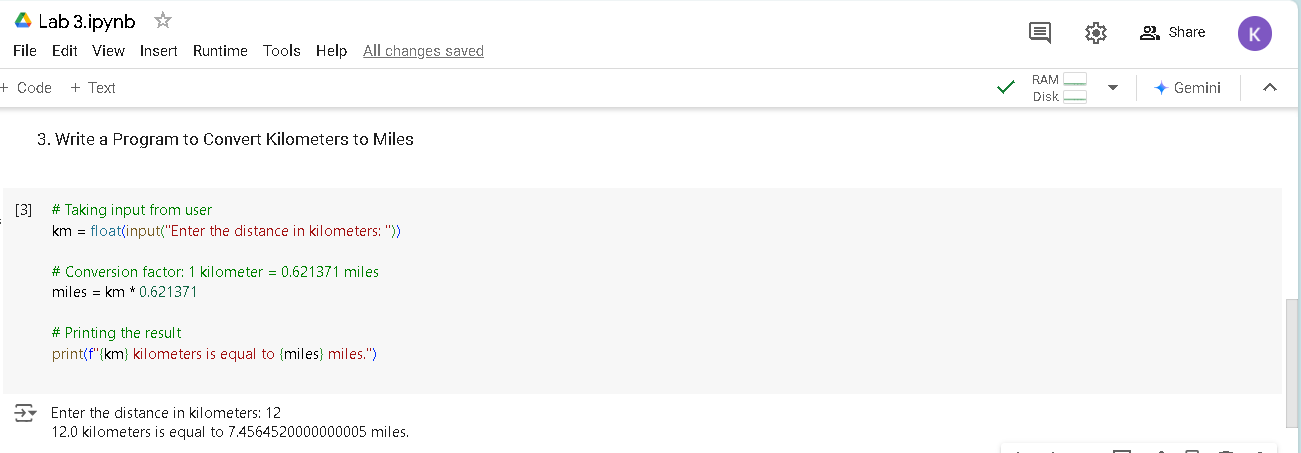 Lab 3.ipynb
File Edit View Insert Runtime Tools Help All changes saved
Share
K
+ Code + Text
RAM
Disk
Gemini
3. Write a Program to Convert Kilometers to Miles
[3]
# Taking input from user
km = float(input("Enter the distance in kilometers: "))
# Conversion factor: 1 kilometer = 0.621371 miles
miles = km * 0.621371
# Printing the result
print(f"{km} kilometers is equal to {miles} miles.")
Enter the distance in kilometers: 12
12.0 kilometers is equal to 7.4564520000000005 miles.